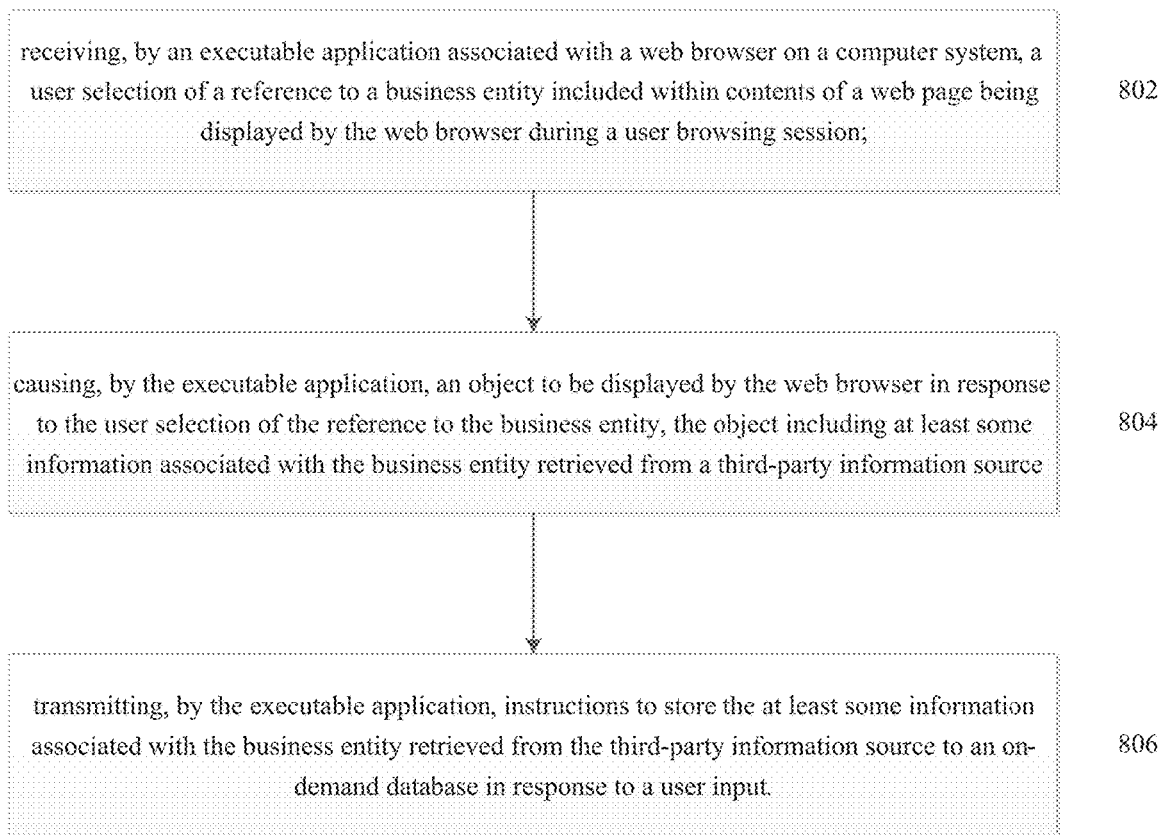 receiving, by an executable application associated with a web browser on a computer system, a
user selection of a reference to a business entity included within contents of a web page being
displayed by the web browser during a user browsing session;
802
causing, by the executable application, an object to be displayed by the web browser in response
to the user selection of the reference to the business entity, the object including at least some
information associated with the business entity retrieved from a third-party information source
804
transmitting, by the executable application, instructions to store the at least some information
associated with the business entity retrieved from the third-party information source to an on-
demand database in response to a user input.
806